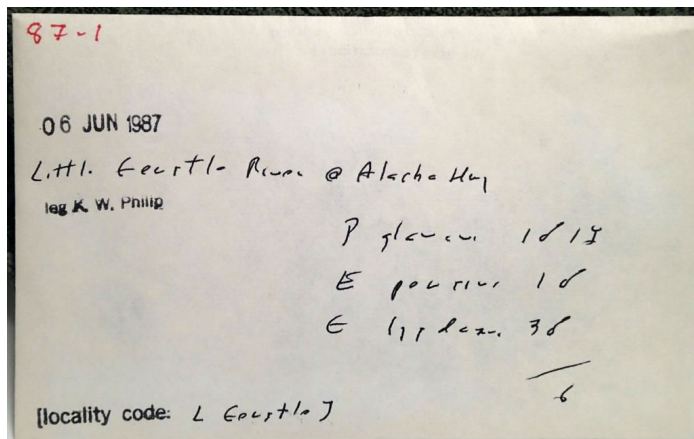 87-1
06 JUN 1987
Little Gerstle River @ Alaska Hwy
leg K. W. Philip
P 1♂ 1♀
E 1♂
E 3♂
6
[locality code: L Gerstle]